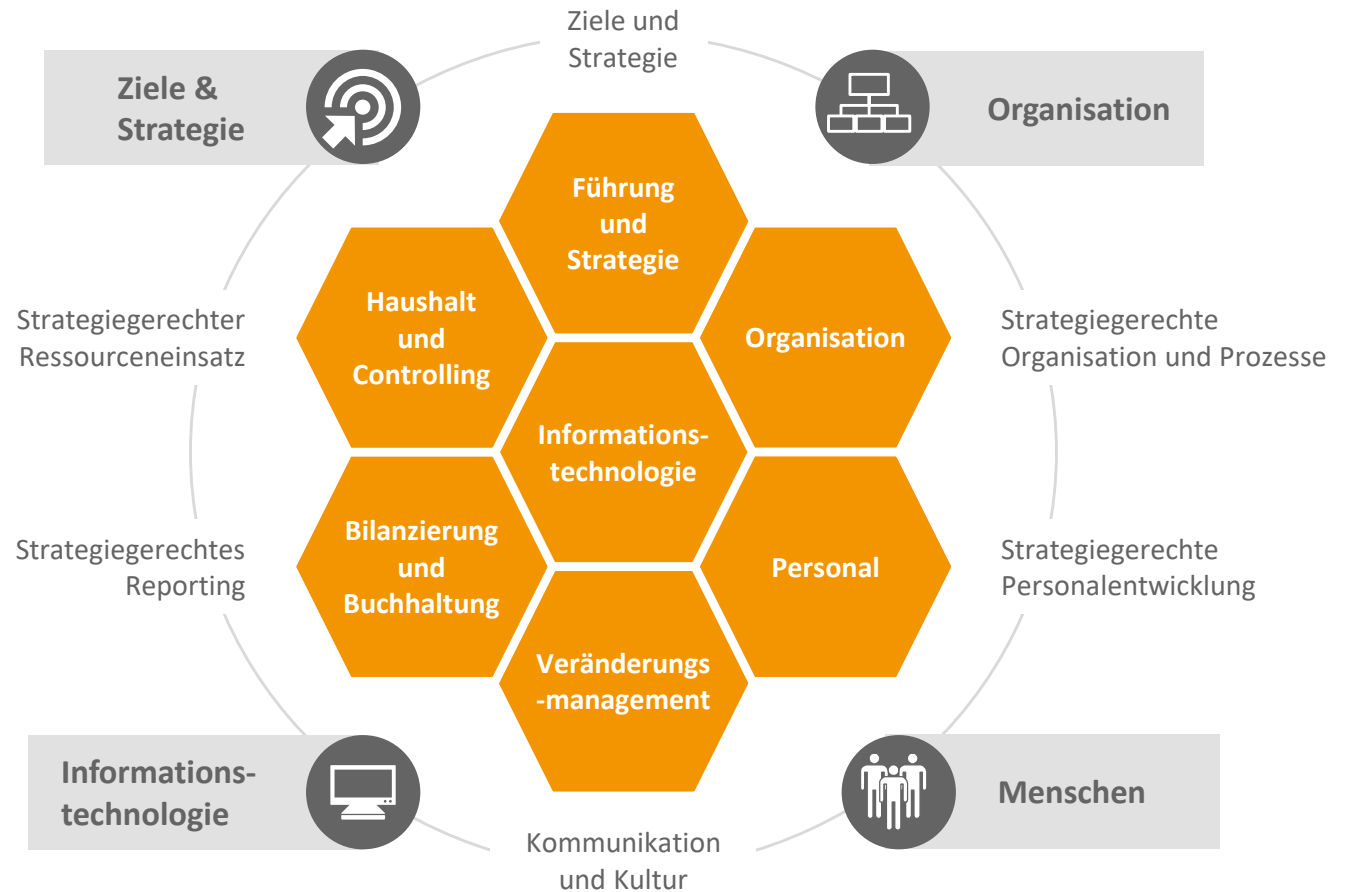 Ziele und
Strategie
Ziele &
Strategie
Organisation
Führung
und
Strategie
Haushalt
und
Controlling
Organisation
Strategiegerechter
Ressourceneinsatz
Strategiegerechte
Organisation und Prozesse
Informations-
technologie
Bilanzierung
und
Buchhaltung
Personal
Strategiegerechtes
Reporting
Strategiegerechte
Personalentwicklung
Veränderungs
-management
Informations-
technologie
Menschen
Kommunikation
und Kultur